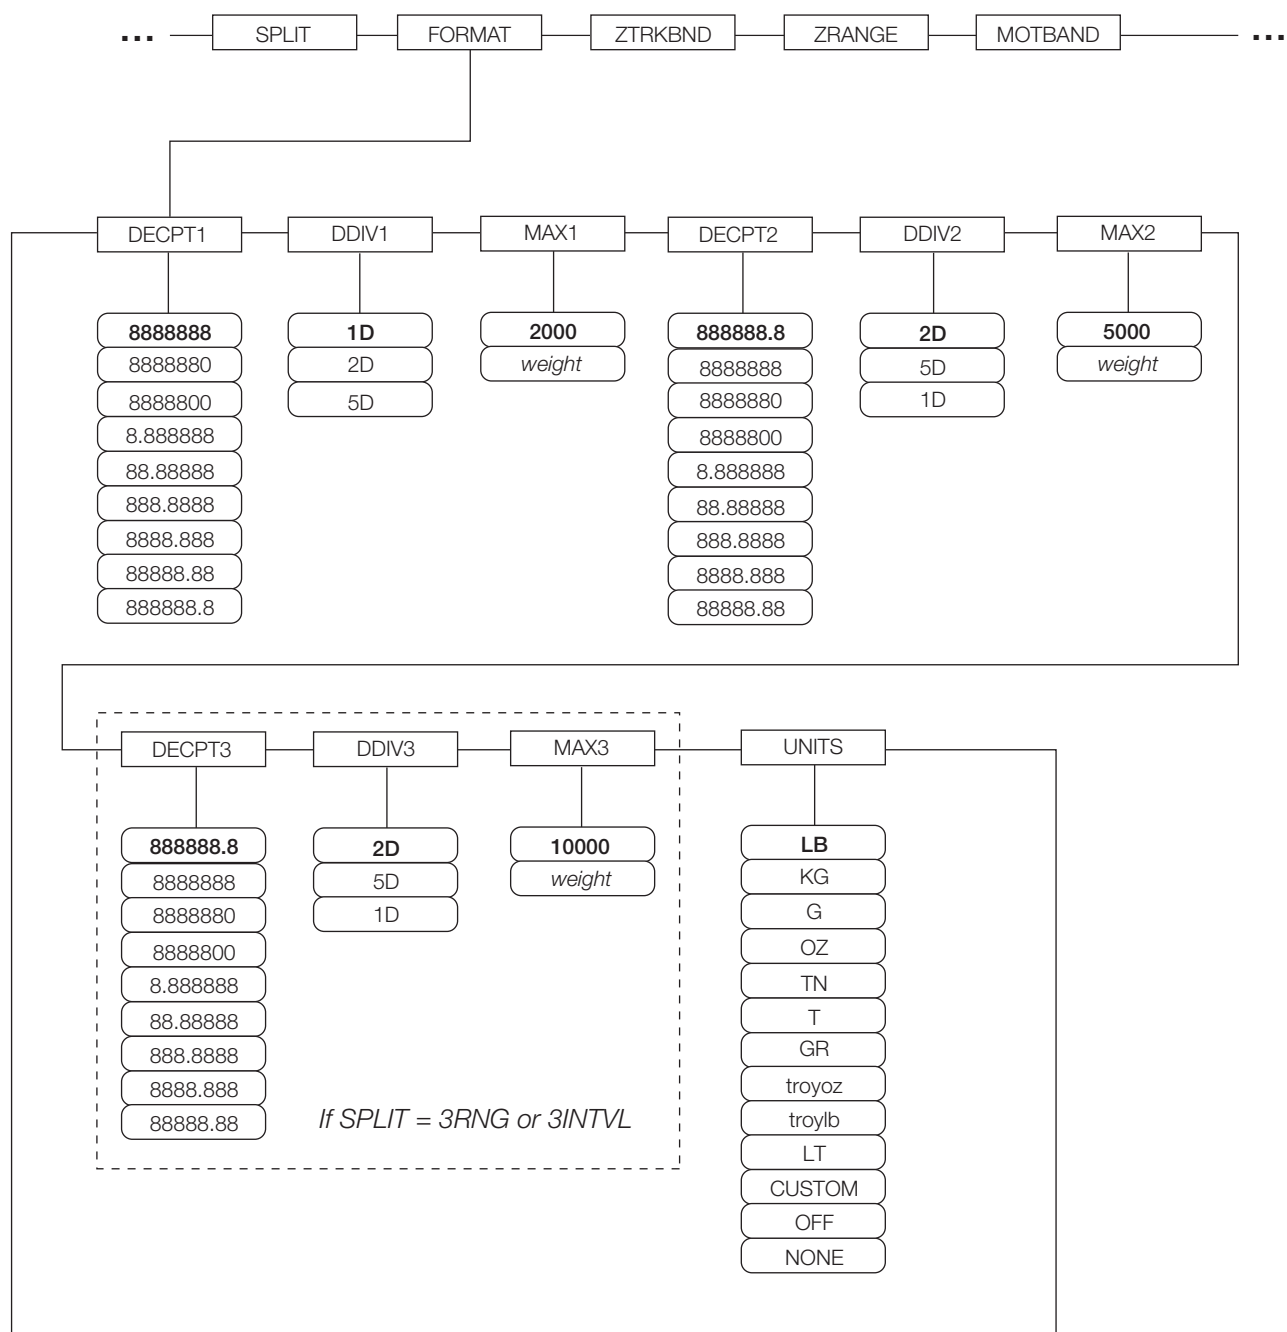 ... SPLIT FORMAT ZTRKBND ZRANGE MOTBAND ...
DECPT1 DDIV1 MAX1 DECPT2 DDIV2 MAX2
8888888 1D 2000 888888.8 2D 5000
8888880 2D weight 8888888 5D weight
8888800 5D 8888880 1D
8.888888 8888800
88.88888 8.888888
888.8888 88.88888
8888.888 888.8888
88888.88 8888.888
888888.8 88888.88
DECPT3 DDIV3 MAX3 UNITS
888888.8 2D 10000 LB
8888888 5D weight KG
8888880 1D G
8888800 OZ
8.888888 TN
88.88888 T
888.8888 GR
8888.888 troyoz
88888.88 If SPLIT = 3RNG or 3INTVL troylb
LT
CUSTOM
OFF
NONE